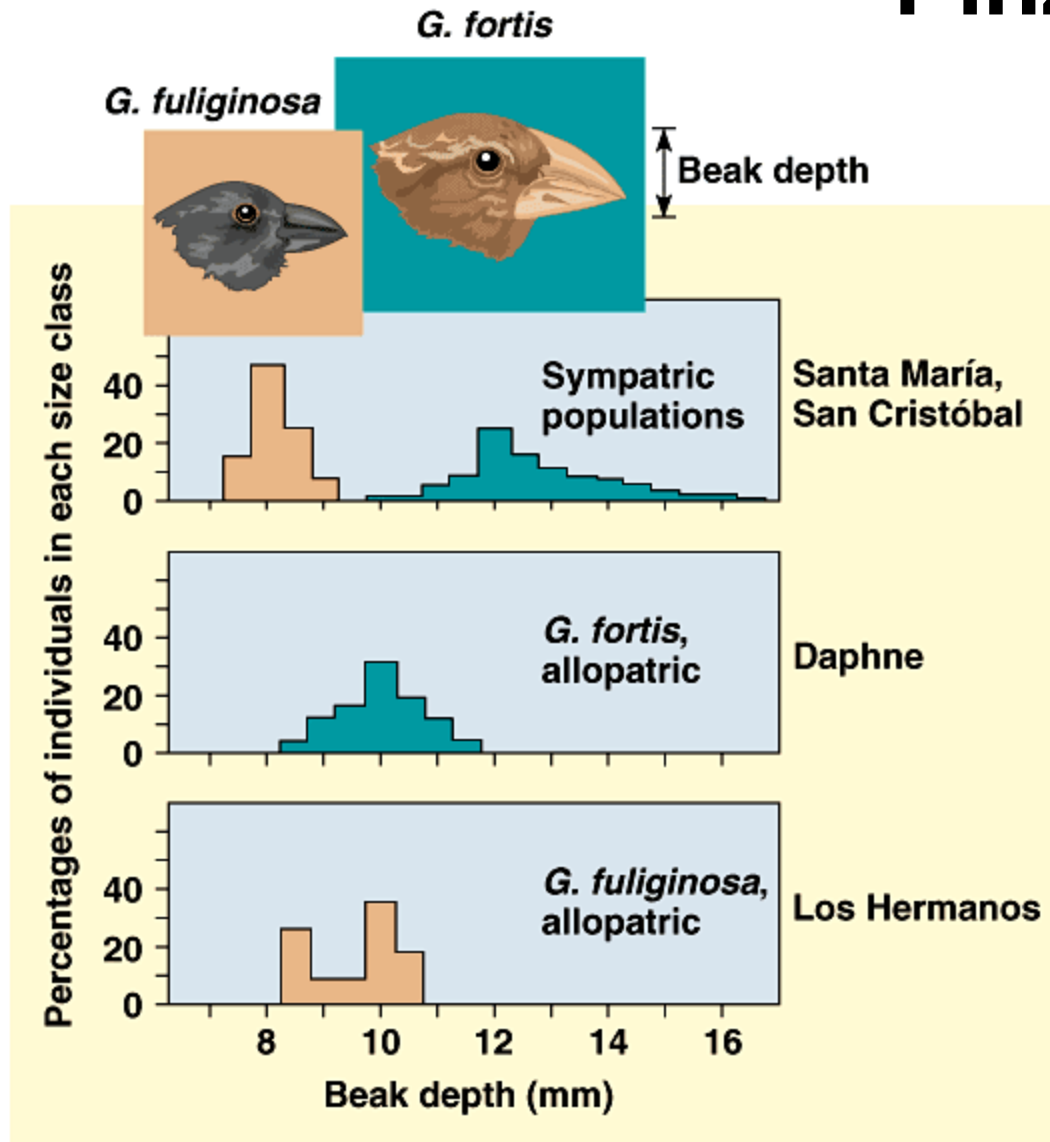 G. fortis
G. fuliginosa
Beak depth
Percentages of individuals in each size class
40
20
0
Sympatric
populations
Santa María,
San Cristóbal
40
20
0
G. fortis,
allopatric
Daphne
40
20
0
G. fuliginosa,
allopatric
Los Hermanos
8 10 12 14 16
Beak depth (mm)